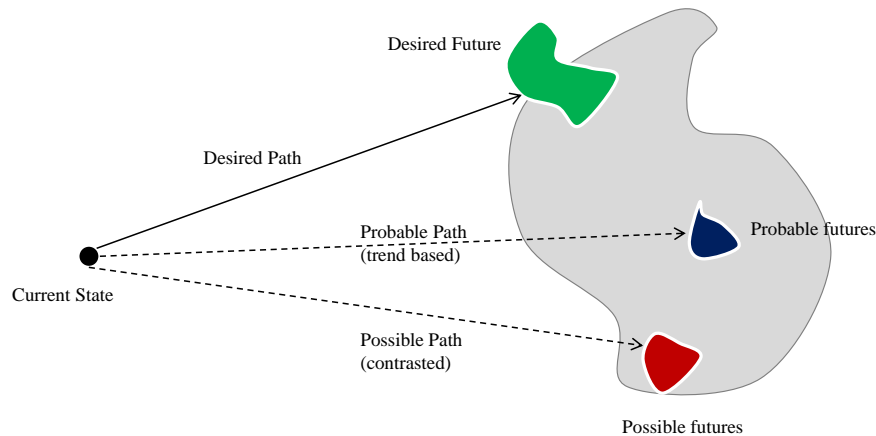 Desired Future
Desired Path
Probable Path
(trend based)
Probable futures
Current State
Possible Path
(contrasted)
Possible futures